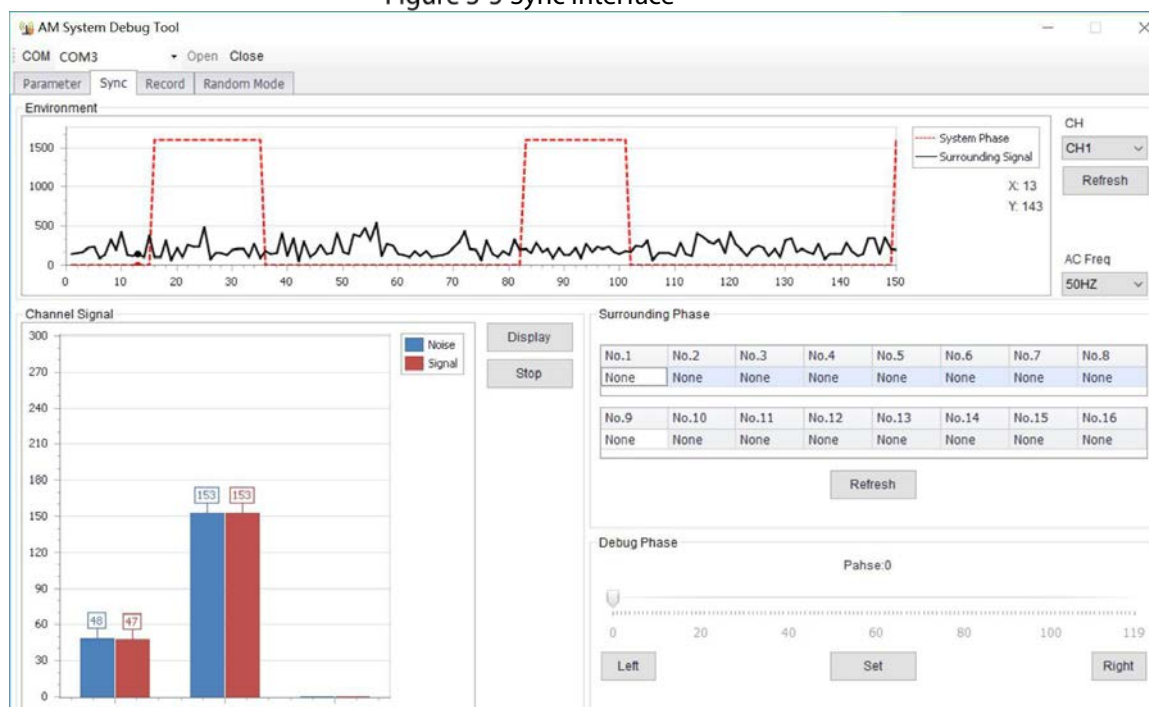 Figure 3-9 Sync interface
AM System Debug Tool
COM COM3 Open Close
Parameter Sync Record Random Mode
Environment
1500
1000
500
0
0 10 20 30 40 50 60 70 80 90 100 110 120 130 140 150
System Phase
Surrounding Signal
X: 13
Y: 143
CH
CH1
Refresh
AC Freq
50HZ
Channel Signal
300
270
240
210
180
150
120
90
60
30
0
153 153
48 47
Noise
Signal
Display
Stop
Surrounding Phase
No.1 No.2 No.3 No.4 No.5 No.6 No.7 No.8
None None None None None None None None
No.9 No.10 No.11 No.12 No.13 No.14 No.15 No.16
None None None None None None None None
Refresh
Debug Phase
Pahse:0
0 20 40 60 80 100 119
Left Set Right